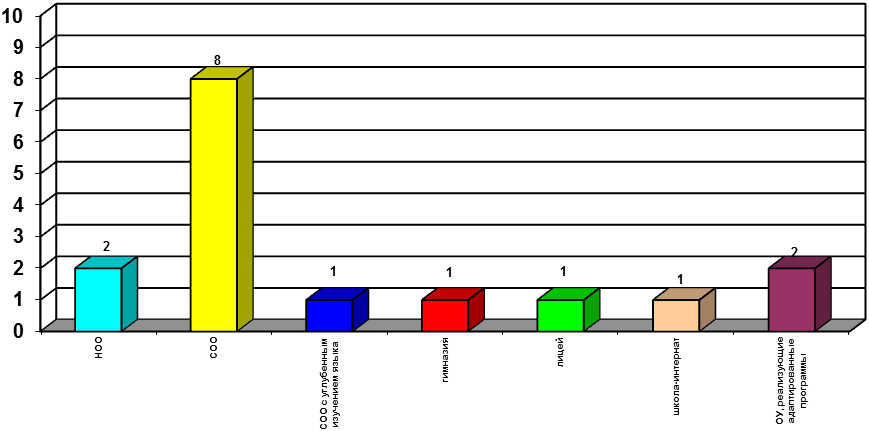 10
9
8
7
6
5
4
3
2
1
0
2
8
1
1
1
1
2
НОО
СОО
СОО с углубенным
изучением языка
гимназия
лицей
школа-интернат
ОУ, реализующие
адаптированные
программы